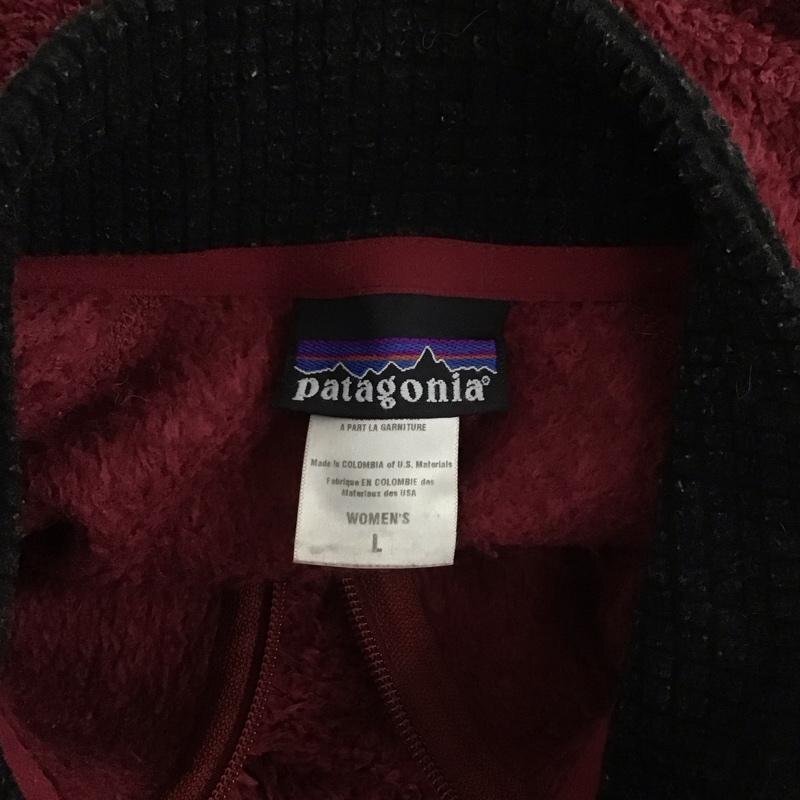 patagonia®
A PART LA GARNITURE
Made in COLOMBIA of U.S. Materials
Fabrique EN COLOMBIE des
Materiaux des USA
WOMEN'S
L